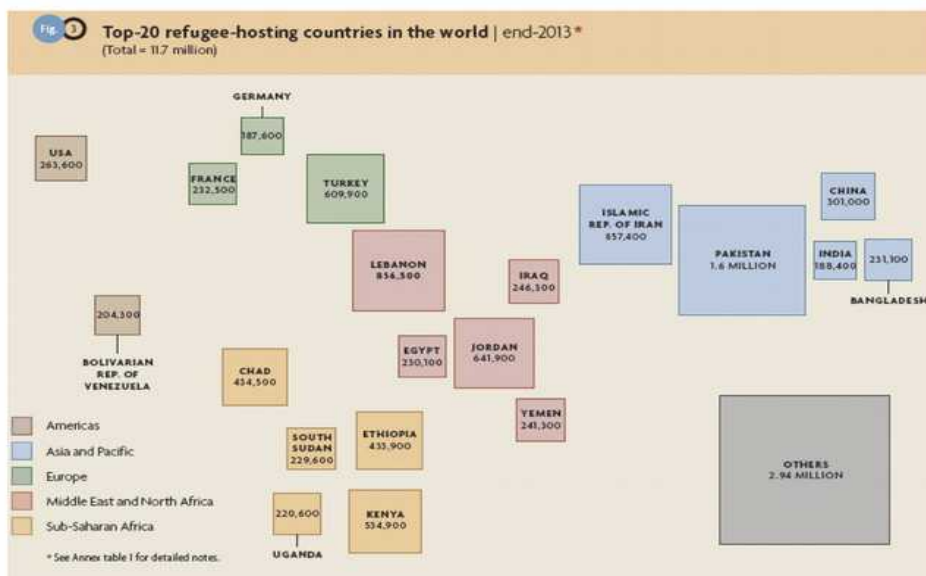 Fig. 3
Top-20 refugee-hosting countries in the world | end-2013*
(Total = 11.7 million)
GERMANY
187,600
USA
263,600
FRANCE
232,500
TURKEY
609,900
ISLAMIC
REP. OF IRAN
857,400
CHINA
301,000
PAKISTAN
1.6 MILLION
INDIA
188,400
231,100
BANGLADESH
LEBANON
856,500
IRAQ
246,300
204,300
BOLIVARIAN
REP. OF
VENEZUELA
EGYPT
230,100
JORDAN
641,900
CHAD
434,500
YEMEN
241,300
SOUTH
SUDAN
229,600
ETHIOPIA
433,900
OTHERS
2.94 MILLION
220,600
UGANDA
KENYA
534,900
Americas
Asia and Pacific
Europe
Middle East and North Africa
Sub-Saharan Africa
* See Annex table 1 for detailed notes.